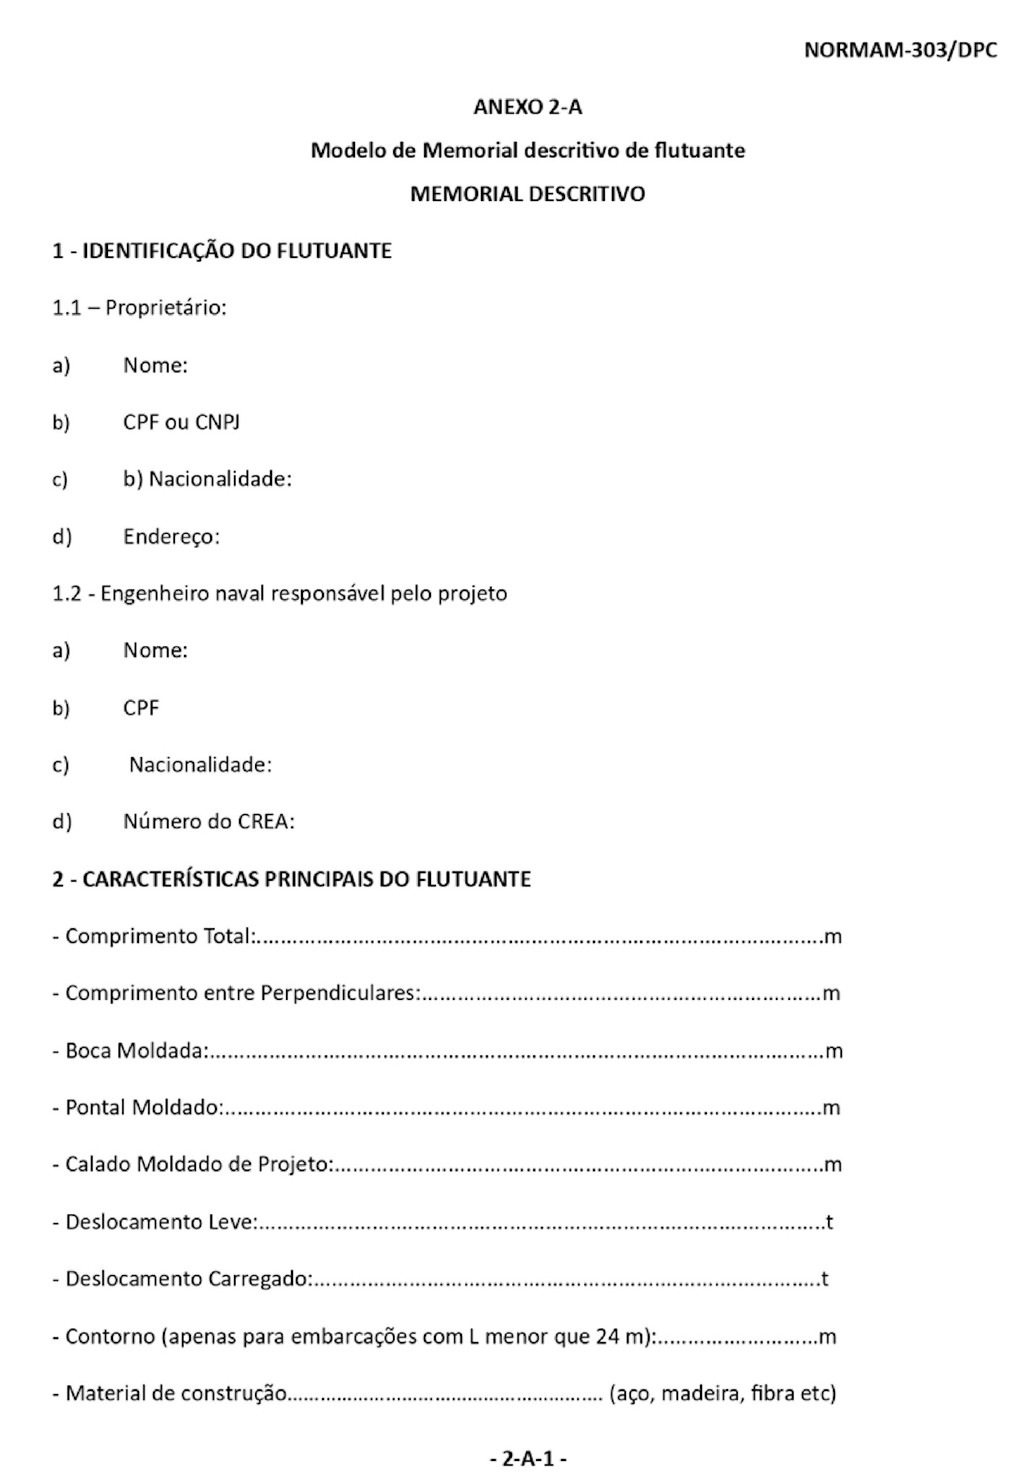 NORMAM-303/DPC
ANEXO 2-A
Modelo de Memorial descritivo de flutuante
MEMORIAL DESCRITIVO
1 - IDENTIFICAÇÃO DO FLUTUANTE
1.1 – Proprietário:
a) Nome:
b) CPF ou CNPJ
c) b) Nacionalidade:
d) Endereço:
1.2 - Engenheiro naval responsável pelo projeto
a) Nome:
b) CPF
c) Nacionalidade:
d) Número do CREA:
2 - CARACTERÍSTICAS PRINCIPAIS DO FLUTUANTE
- Comprimento Total:...............................................................................................m
- Comprimento entre Perpendiculares:...................................................................m
- Boca Moldada:.......................................................................................................m
- Pontal Moldado:....................................................................................................m
- Calado Moldado de Projeto:..................................................................................m
- Deslocamento Leve:...............................................................................................t
- Deslocamento Carregado:.....................................................................................t
- Contorno (apenas para embarcações com L menor que 24 m):...........................m
- Material de construção..................................................... (aço, madeira, fibra etc)
- 2-A-1 -